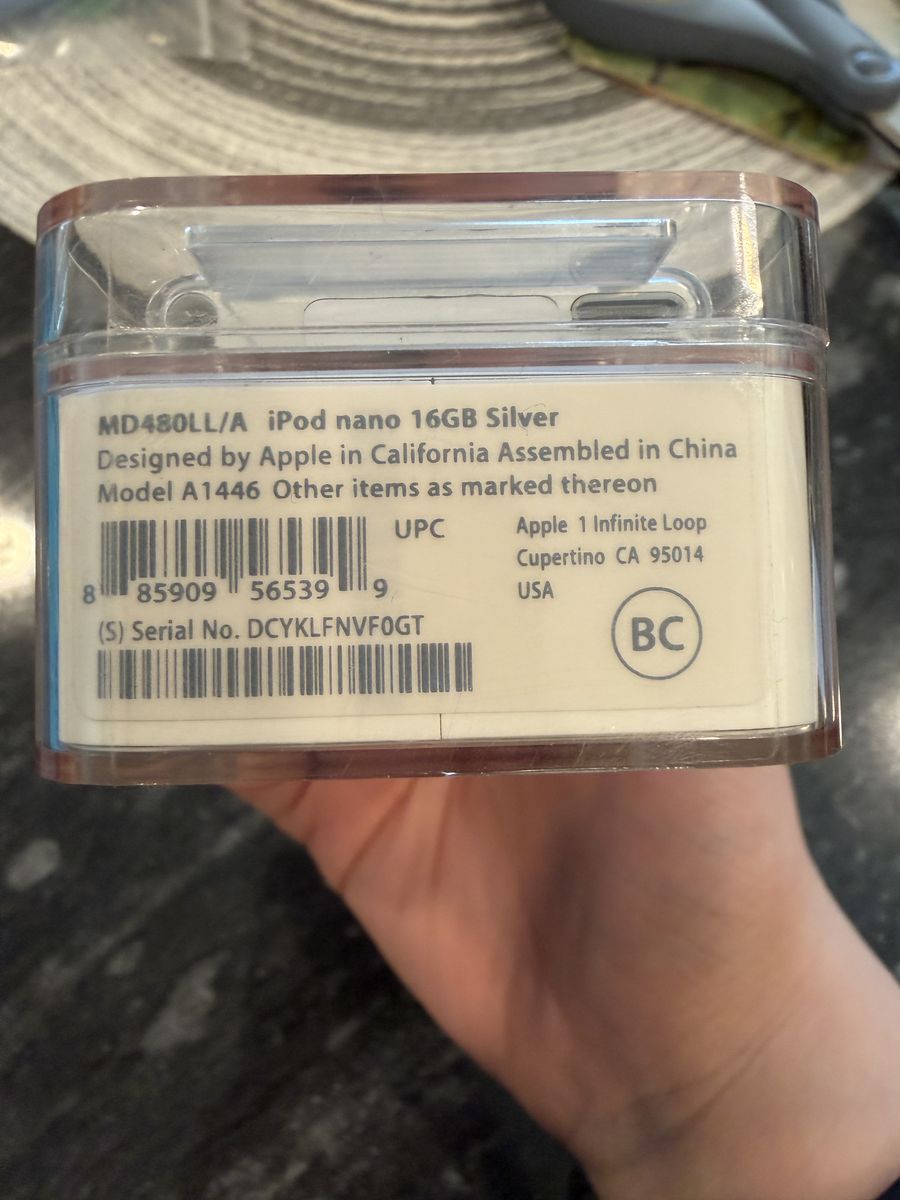 MD480LL/A iPod nano 16GB Silver
Designed by Apple in California Assembled in China
Model A1446 Other items as marked thereon
UPC
8 85909 56539 9
(S) Serial No. DCYKLFNVF0GT
Apple 1 Infinite Loop
Cupertino CA 95014
USA
BC